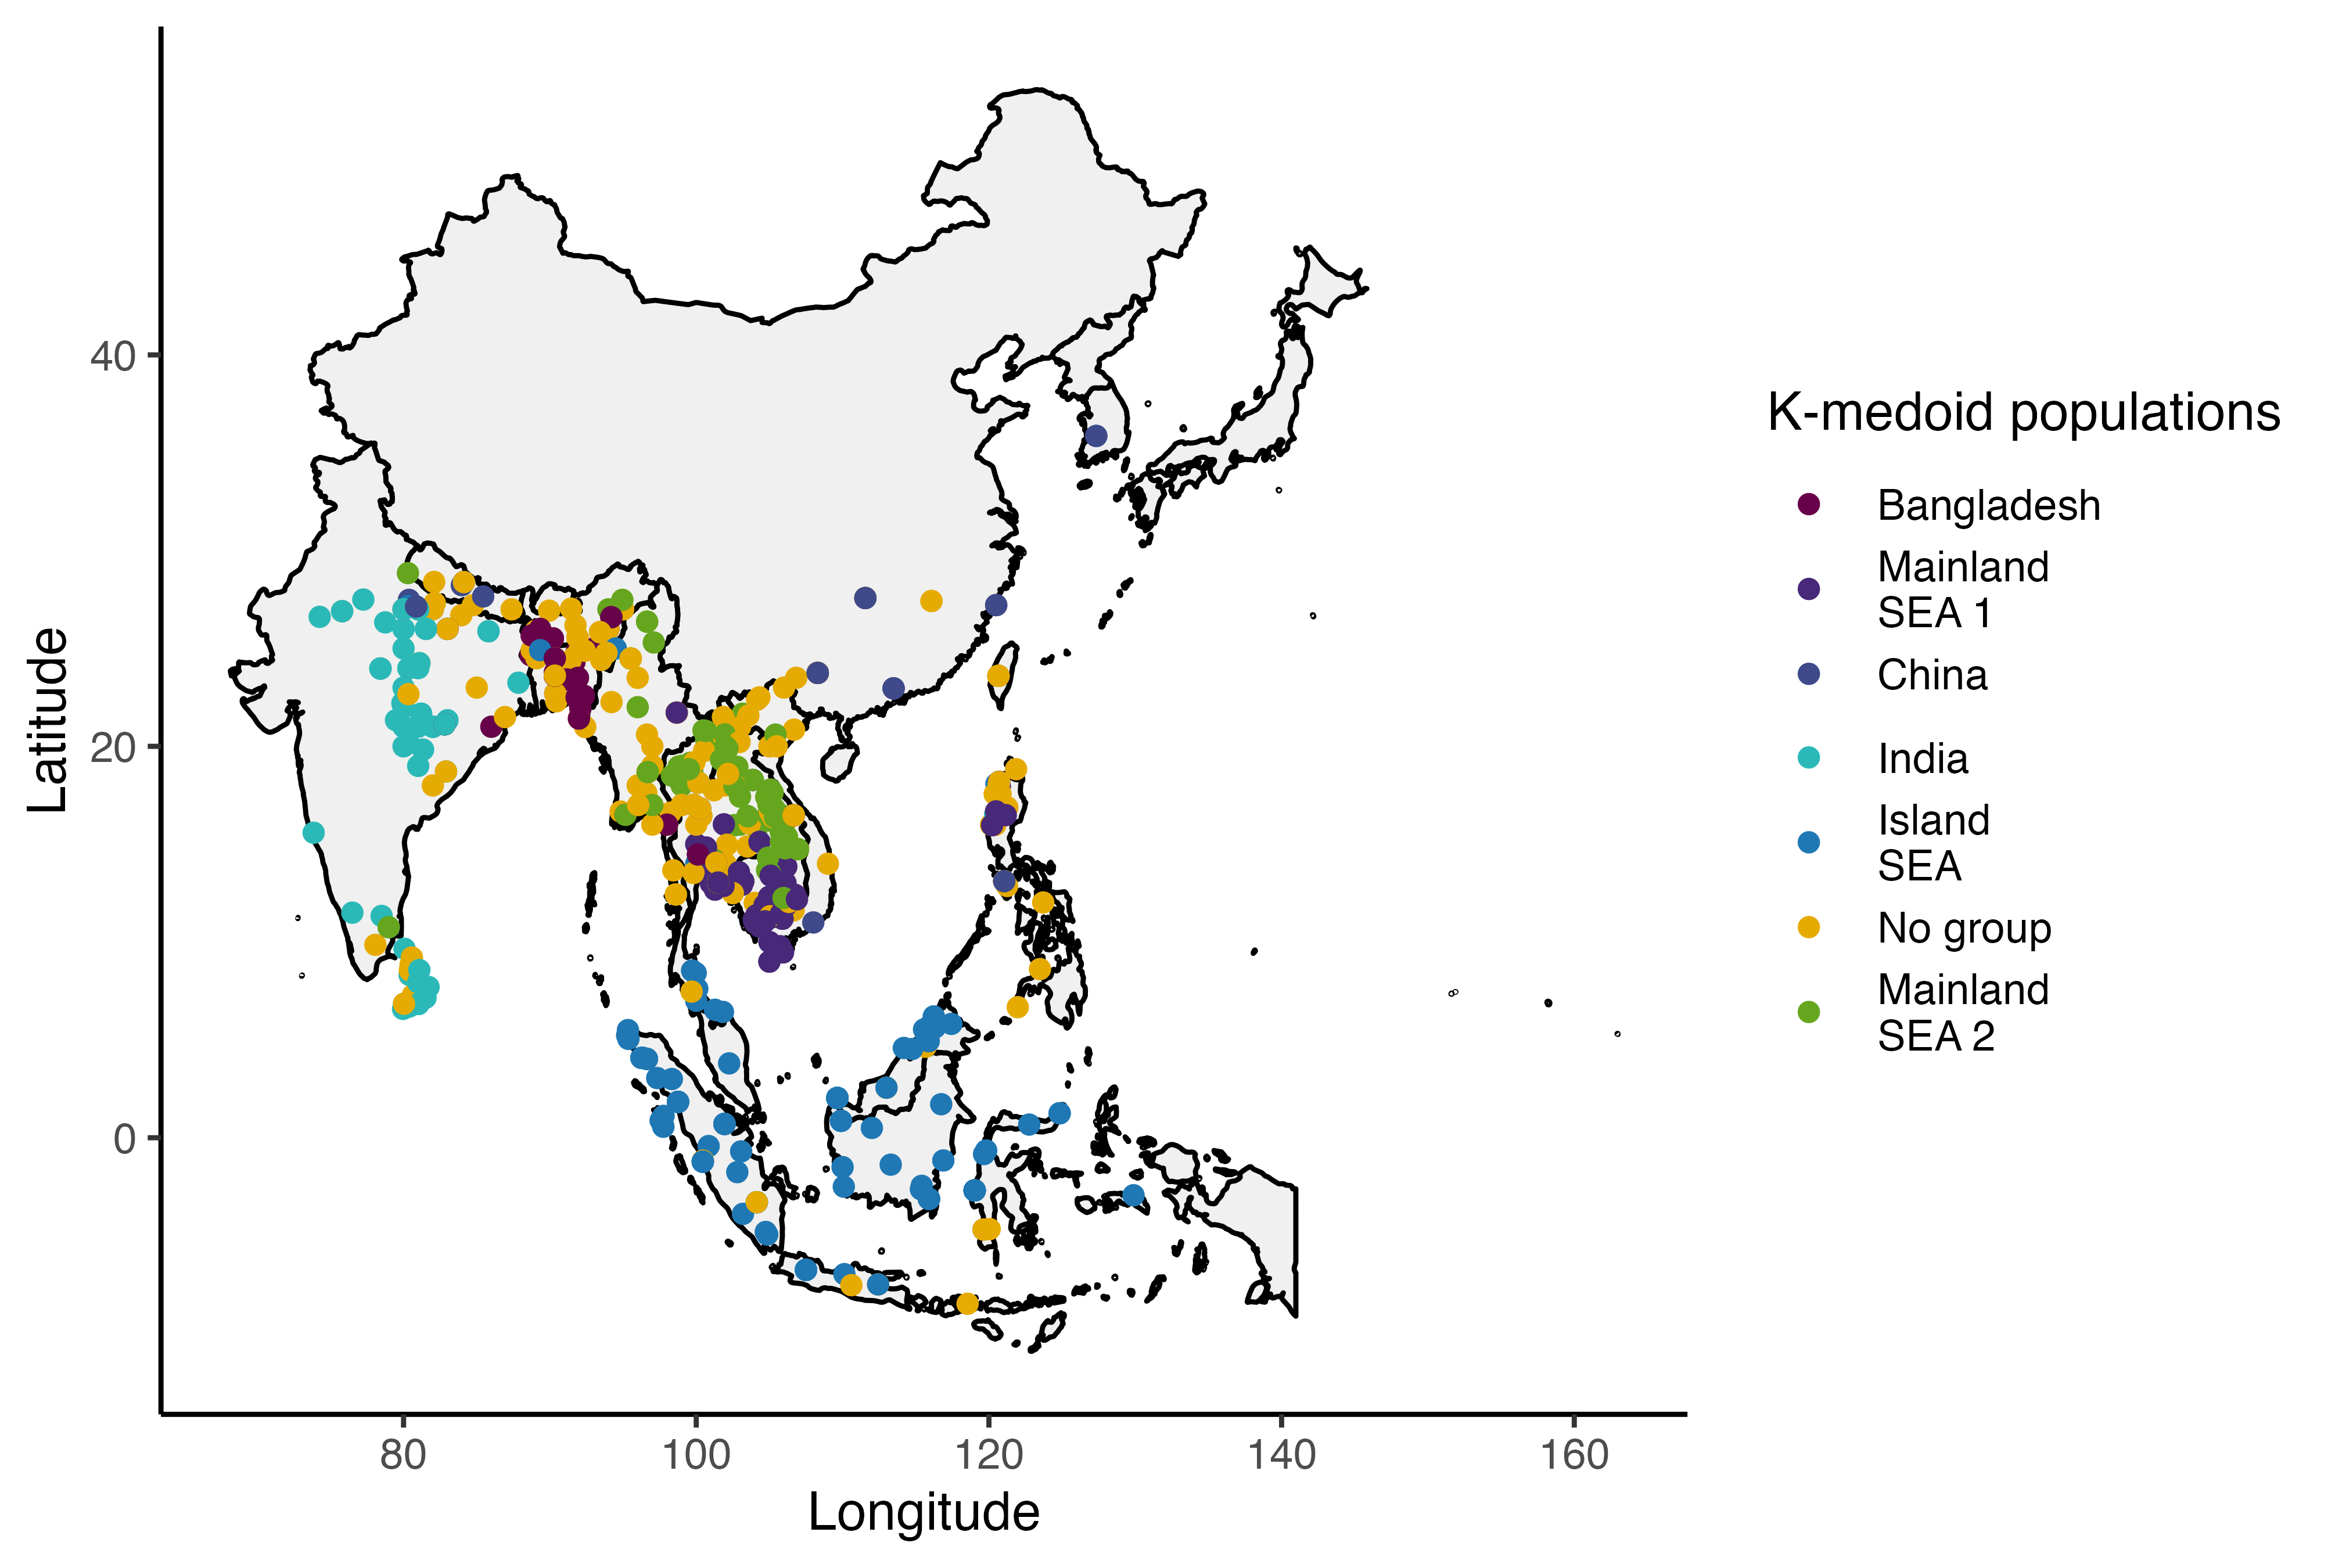 Latitude
40
20
0
80
100
120
140
160
Longitude
K-medoid populations
Bangladesh
Mainland
SEA 1
China
India
Island
SEA
No group
Mainland
SEA 2